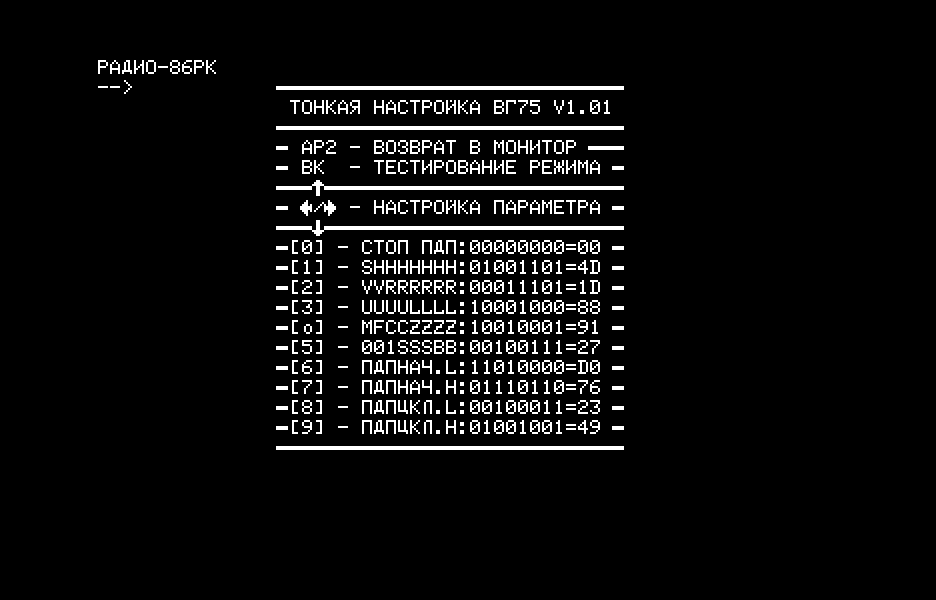 РАДИО-86РК
-->
ТОНКАЯ НАСТРОЙКА ВГ75 V1.01
АР2 - ВОЗВРАТ В МОНИТОР
ВК - ТЕСТИРОВАНИЕ РЕЖИМА
- НАСТРОЙКА ПАРАМЕТРА
[0] - СТОП ПДП:00000000=00
[1] - SHHHHHHH:01001101=4D
[2] - VVRRRRRR:00011101=1D
[3] - UUUULLLL:10001000=88
[o] - MFCCZZZZ:10010001=91
[5] - 001SSSBB:00100111=27
[6] - ПДПНАЧ.L:11010000=D0
[7] - ПДПНАЧ.H:01110110=76
[8] - ПДПЦКЛ.L:00100011=23
[9] - ПДПЦКЛ.H:01001001=49